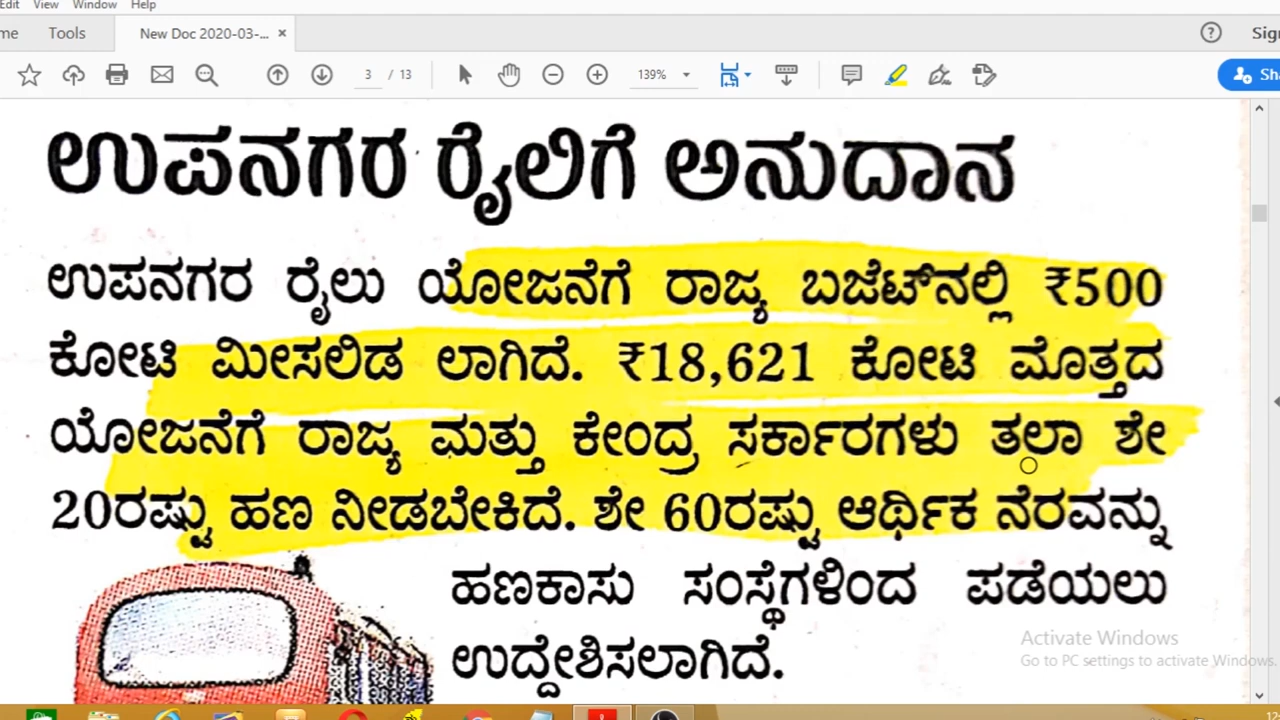 Edit View Window Help
me Tools New Doc 2020-03-... ×
3 / 13 139%
ಉಪನಗರ ರೈಲಿಗೆ ಅನುದಾನ
ಉಪನಗರ ರೈಲು ಯೋಜನೆಗೆ ರಾಜ್ಯ ಬಜೆಟ್‌ನಲ್ಲಿ ₹500
ಕೋಟಿ ಮೀಸಲಿಡ ಲಾಗಿದೆ. ₹18,621 ಕೋಟಿ ಮೊತ್ತದ
ಯೋಜನೆಗೆ ರಾಜ್ಯ ಮತ್ತು ಕೇಂದ್ರ ಸರ್ಕಾರಗಳು ತಲಾ ಶೇ
20ರಷ್ಟು ಹಣ ನೀಡಬೇಕಿದೆ. ಶೇ 60ರಷ್ಟು ಆರ್ಥಿಕ ನೆರವನ್ನು
ಹಣಕಾಸು ಸಂಸ್ಥೆಗಳಿಂದ ಪಡೆಯಲು
ಉದ್ದೇಶಿಸಲಾಗಿದೆ.
Activate Windows
Go to PC settings to activate Windows.